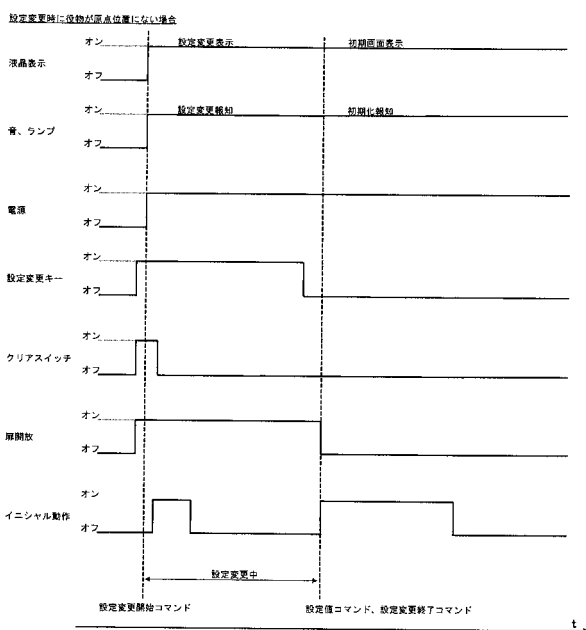 設定変更時に役物が原点位置にない場合
オン
設定変更表示
初期画面表示
液晶表示
オフ
オン
設定変更報知
初期化報知
音、ランプ
オフ
オン
電源
オフ
オン
設定変更キー
オフ
オン
クリアスイッチ
オフ
オン
扉開放
オフ
オン
イニシャル動作
オフ
設定変更中
設定変更開始コマンド
設定値コマンド、設定変更終了コマンド
t